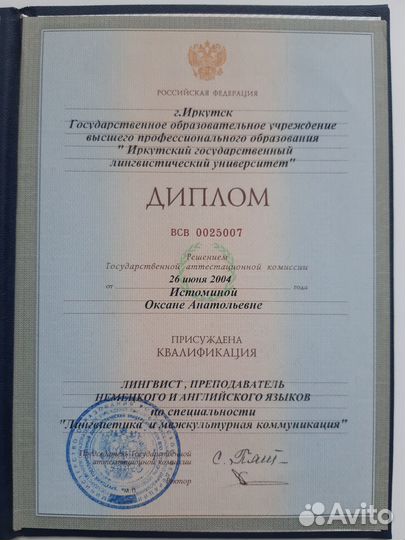 РОССИЙСКАЯ ФЕДЕРАЦИЯ
г.Иркутск
Государственное образовательное учреждение
высшего профессионального образования
" Иркутский государственный
лингвистический университет"
ДИПЛОМ
ВСВ 0025007
Решением
Государственной аттестационной комиссии
от 26 июня 2004 года
Истоминой
Оксане Анатольевне
ПРИСУЖДЕНА
КВАЛИФИКАЦИЯ
ЛИНГВИСТ , ПРЕПОДАВАТЕЛЬ
НЕМЕЦКОГО И АНГЛИЙСКОГО ЯЗЫКОВ
по специальности
"Лингвистика и межкультурная коммуникация"
Председатель Государственной
аттестационной комиссии
Ректор
Avito